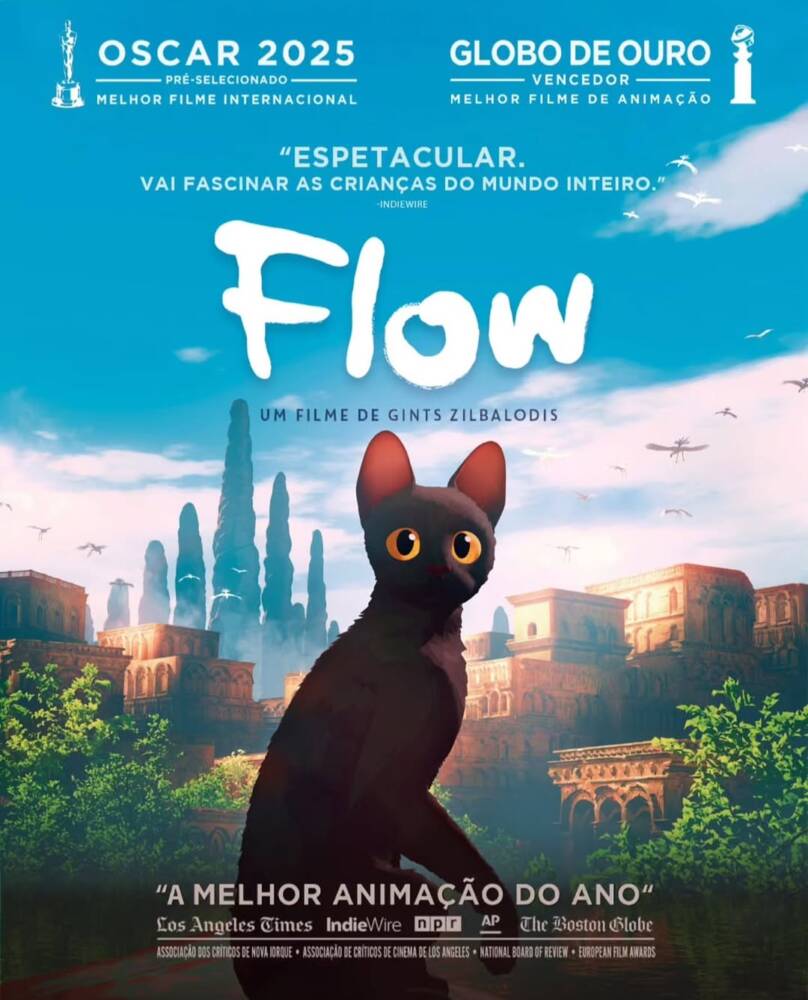 OSCAR 2025
PRÉ-SELECIONADO
MELHOR FILME INTERNACIONAL
GLOBO DE OURO
VENCEDOR
MELHOR FILME DE ANIMAÇÃO
“ESPETACULAR.
VAI FASCINAR AS CRIANÇAS DO MUNDO INTEIRO.”
-INDIEWIRE
Flow
UM FILME DE GINTS ZILBALODIS
“A MELHOR ANIMAÇÃO DO ANO“
Los Angeles Times IndieWire npr AP The Boston Globe
ASSOCIAÇÃO DOS CRÍTICOS DE NOVA IORQUE • ASSOCIAÇÃO DE CRÍTICOS DE CINEMA DE LOS ANGELES • NATIONAL BOARD OF REVIEW • EUROPEAN FILM AWARDS